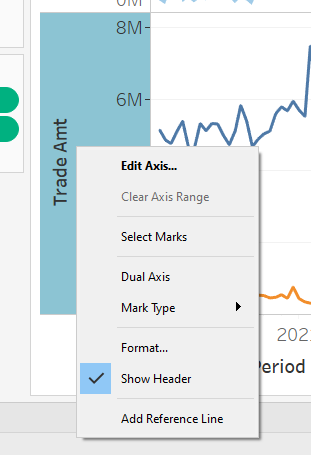 0M
8M
6M
Trade Amt
Edit Axis...
Clear Axis Range
Select Marks
Dual Axis
Mark Type
Format...
Show Header
Add Reference Line
202
Period